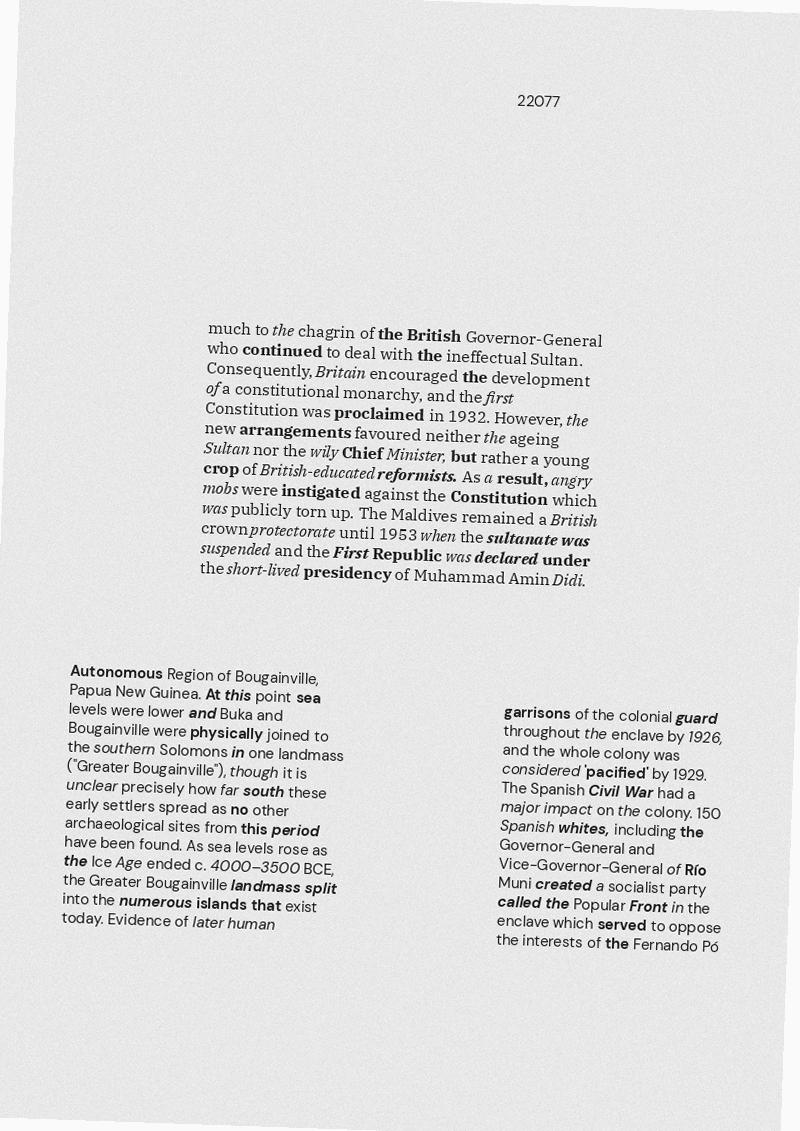 22077
much to the chagrin of the British Governor-General
who continued to deal with the ineffectual Sultan.
Consequently, Britain encouraged the development
of a constitutional monarchy, and the first
Constitution was proclaimed in 1932. However, the
new arrangements favoured neither the ageing
Sultan nor the wily Chief Minister, but rather a young
crop of British-educated reformists. As a result, angry
mobs were instigated against the Constitution which
was publicly torn up. The Maldives remained a British
crown protectorate until 1953 when the sultanate was
suspended and the First Republic was declared under
the short-lived presidency of Muhammad Amin Didi.
Autonomous Region of Bougainville,
Papua New Guinea. At this point sea
levels were lower and Buka and
Bougainville were physically joined to
the southern Solomons in one landmass
("Greater Bougainville"), though it is
unclear precisely how far south these
early settlers spread as no other
archaeological sites from this period
have been found. As sea levels rose as
the Ice Age ended c. 4000–3500 BCE,
the Greater Bougainville landmass split
into the numerous islands that exist
today. Evidence of later human
garrisons of the colonial guard
throughout the enclave by 1926,
and the whole colony was
considered 'pacified' by 1929.
The Spanish Civil War had a
major impact on the colony. 150
Spanish whites, including the
Governor-General and
Vice-Governor-General of Río
Muni created a socialist party
called the Popular Front in the
enclave which served to oppose
the interests of the Fernando Pó